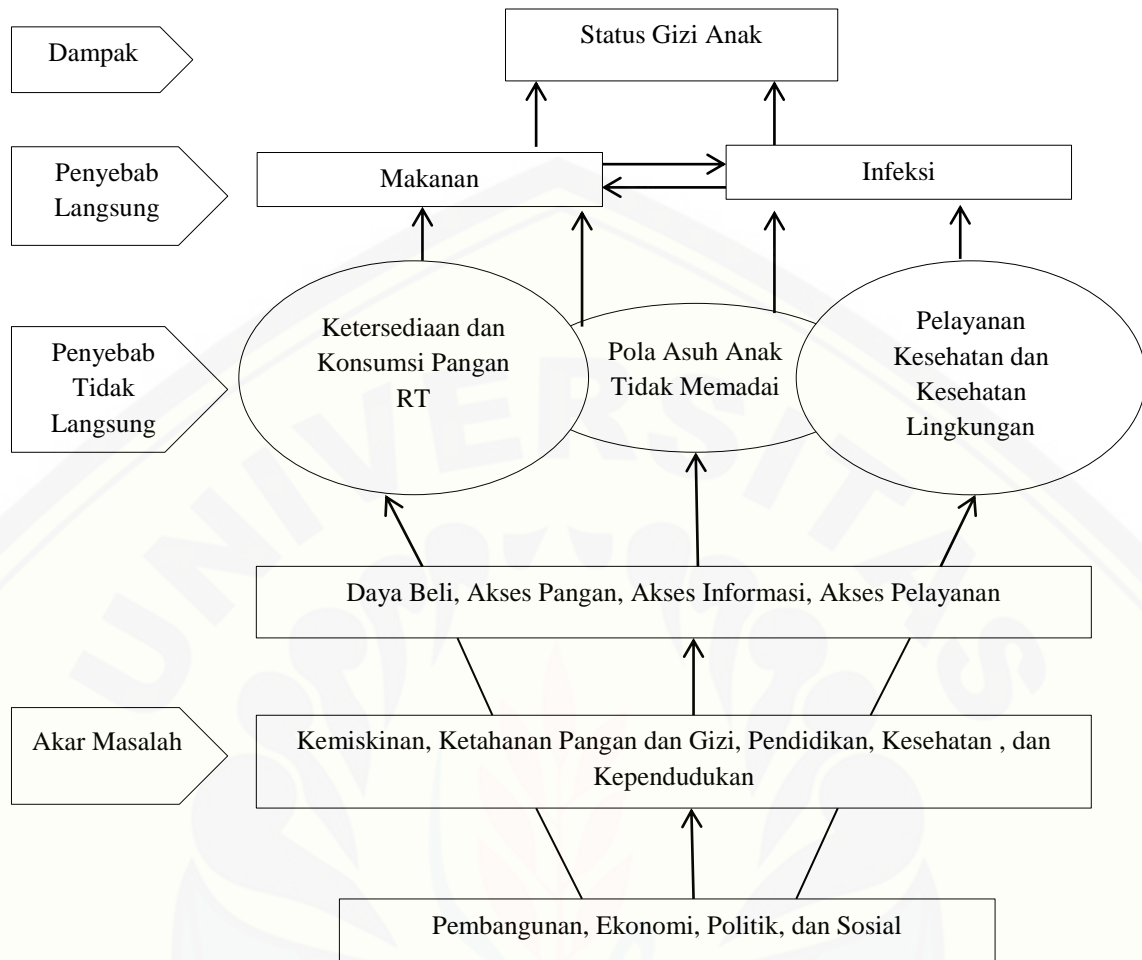 Dampak
Status Gizi Anak
Penyebab
Langsung
Makanan
Infeksi
Penyebab
Tidak
Langsung
Ketersediaan dan
Konsumsi Pangan
RT
Pola Asuh Anak
Tidak Memadai
Pelayanan
Kesehatan dan
Kesehatan
Lingkungan
UNIVERSITAS
Daya Beli, Akses Pangan, Akses Informasi, Akses Pelayanan
Akar Masalah
Kemiskinan, Ketahanan Pangan dan Gizi, Pendidikan, Kesehatan , dan
Kependudukan
Pembangunan, Ekonomi, Politik, dan Sosial